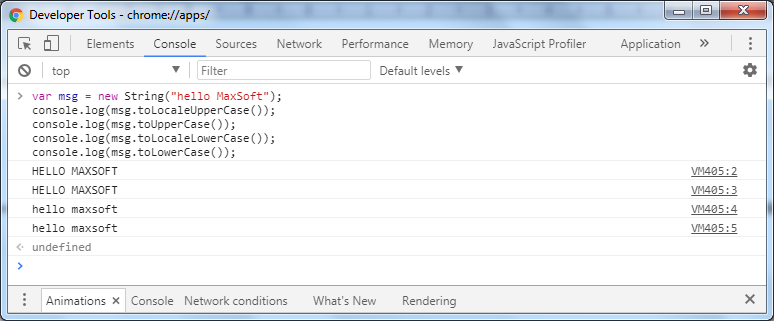 Developer Tools - chrome://apps/
Elements Console Sources Network Performance Memory JavaScript Profiler Application »
top ▼ Filter Default levels ▼
> var msg = new String("hello MaxSoft");
console.log(msg.toLocaleUpperCase());
console.log(msg.toUpperCase());
console.log(msg.toLocaleLowerCase());
console.log(msg.toLowerCase());
HELLO MAXSOFT VM405:2
HELLO MAXSOFT VM405:3
hello maxsoft VM405:4
hello maxsoft VM405:5
undefined
>
Animations × Console Network conditions What's New Rendering